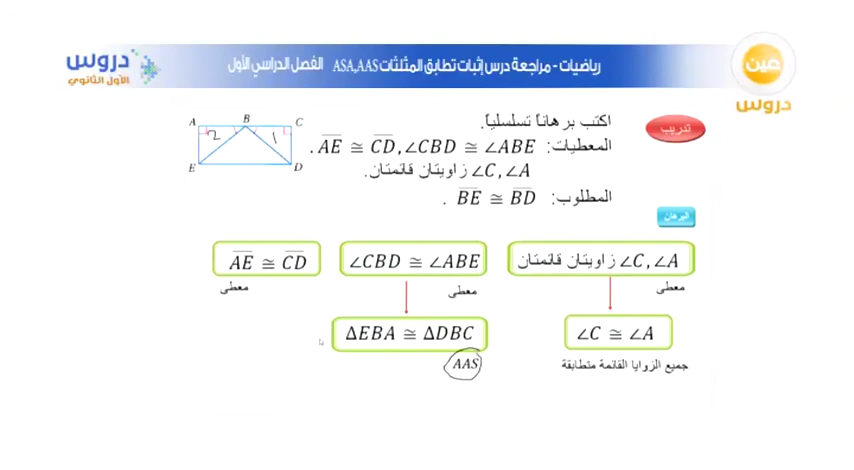 دروس
الأول الثانوي
رياضيات - مراجعة درس إثبات تطابق المثلثات ASA,AAS الفصل الدراسي الأول
عين
دروس
تدريب
اكتب برهاناً تسلسلياً.
المعطيات: AE ≅ CD, ∠CBD ≅ ∠ABE .
∠C, ∠A زاويتان قائمتان.
المطلوب: BE ≅ BD .
A B C
2 1
E D
البرهان
∠C, ∠A زاويتان قائمتان
معطى
∠CBD ≅ ∠ABE
معطى
AE ≅ CD
معطى
∠C ≅ ∠A
جميع الزوايا القائمة متطابقة
ΔEBA ≅ ΔDBC
AAS